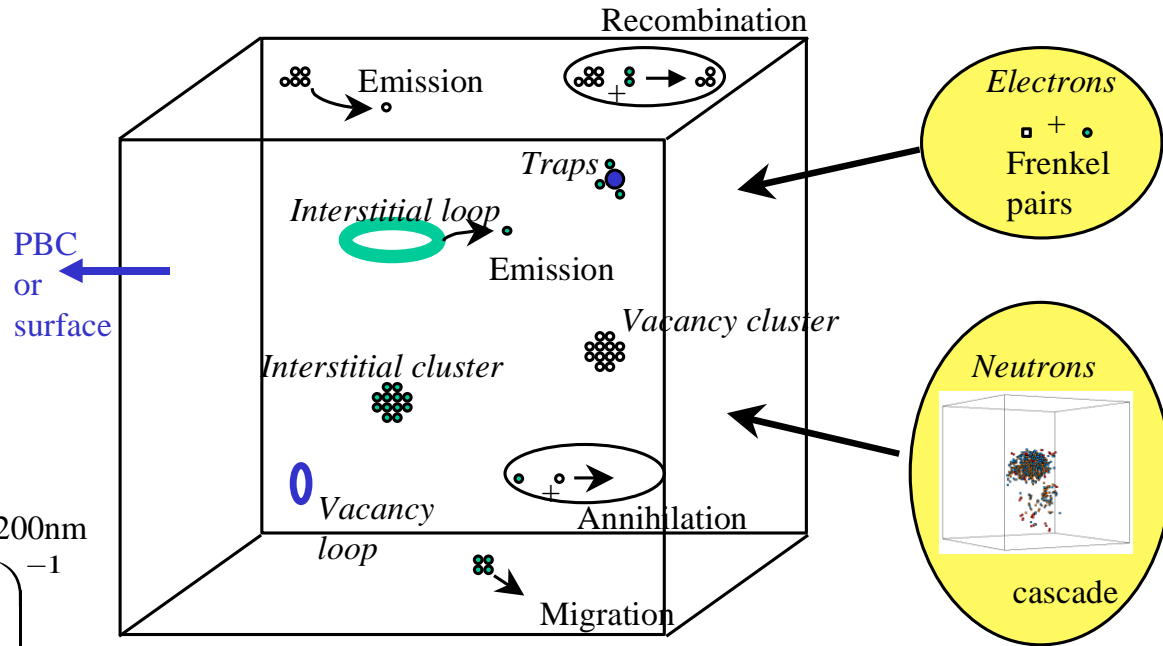 Recombination
Emission
+
Electrons
+
Frenkel
pairs
Traps
Interstitial loop
PBC
or
surface
Emission
Vacancy cluster
Interstitial cluster
Neutrons
+
Annihilation
Vacancy
loop
200nm
−1
Migration
cascade